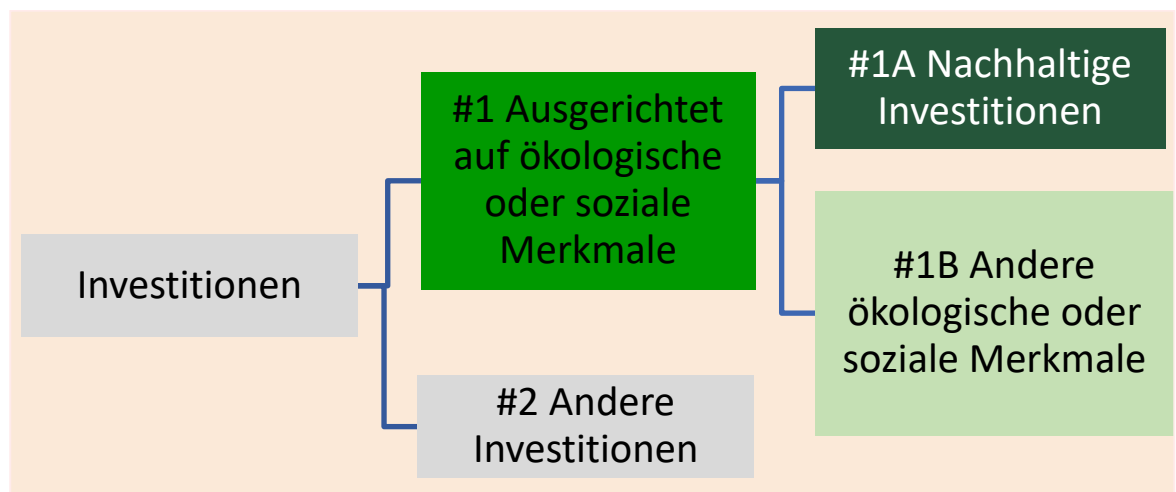 Investitionen
#1 Ausgerichtet
auf ökologische
oder soziale
Merkmale
#2 Andere
Investitionen
#1A Nachhaltige
Investitionen
#1B Andere
ökologische oder
soziale Merkmale